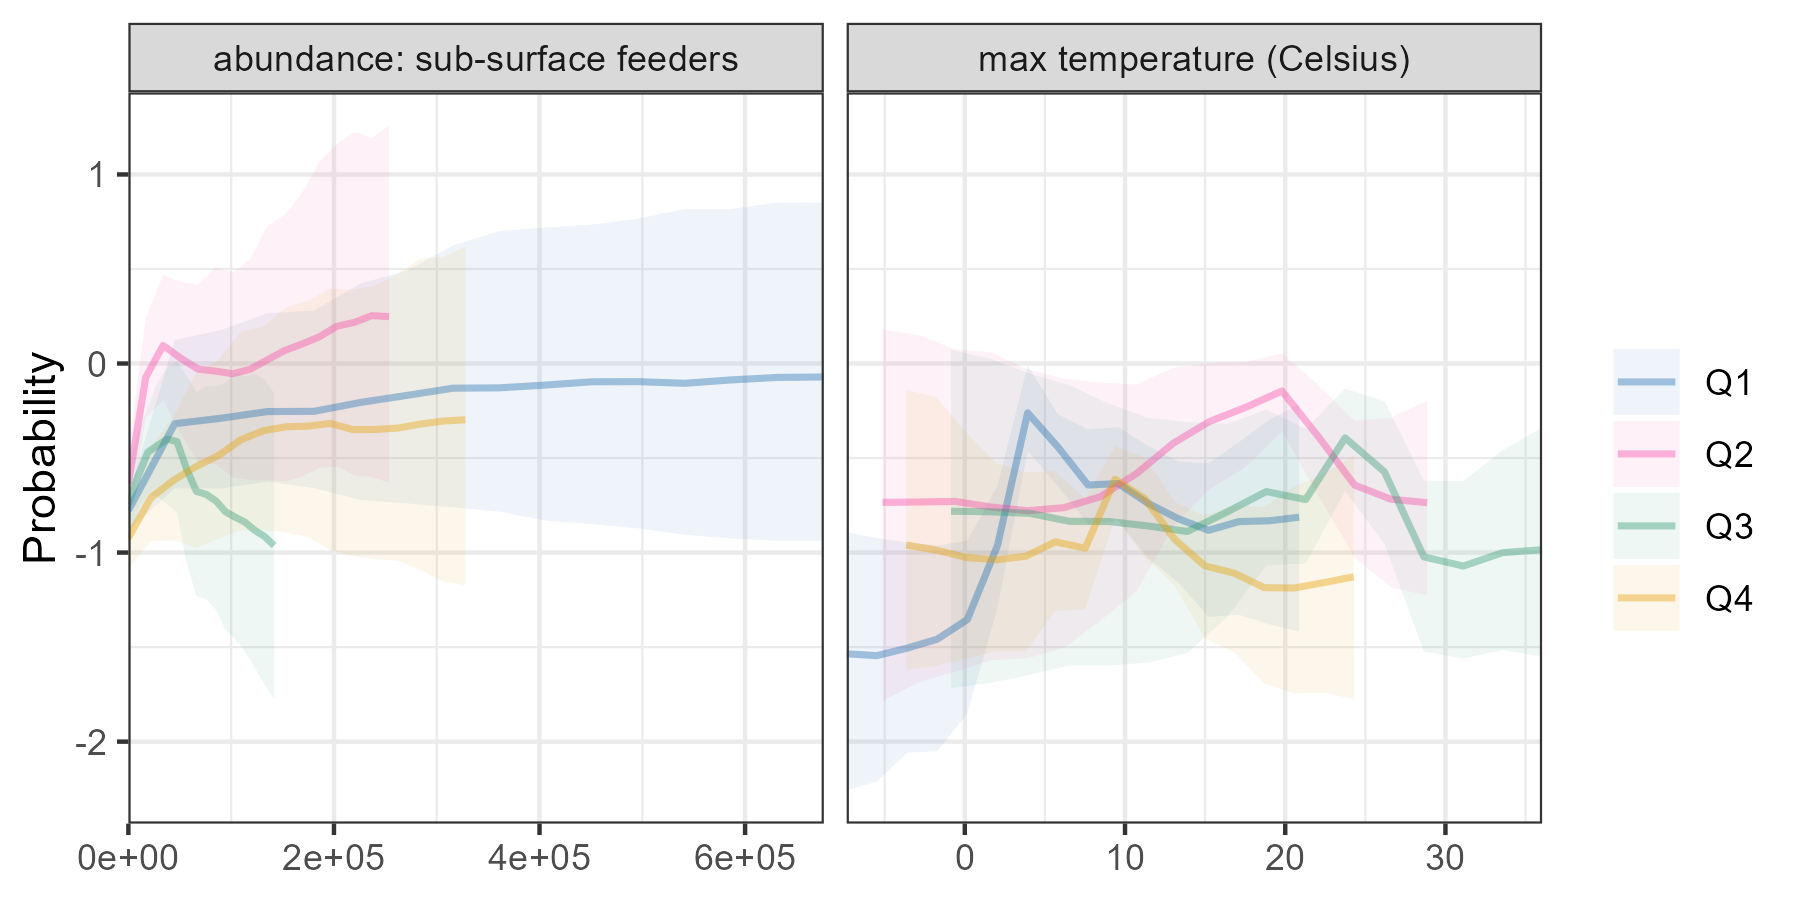 abundance: sub-surface feeders
max temperature (Celsius)
Probability
1
0
-1
-2
0e+00 2e+05 4e+05 6e+05
0 10 20 30
Q1
Q2
Q3
Q4